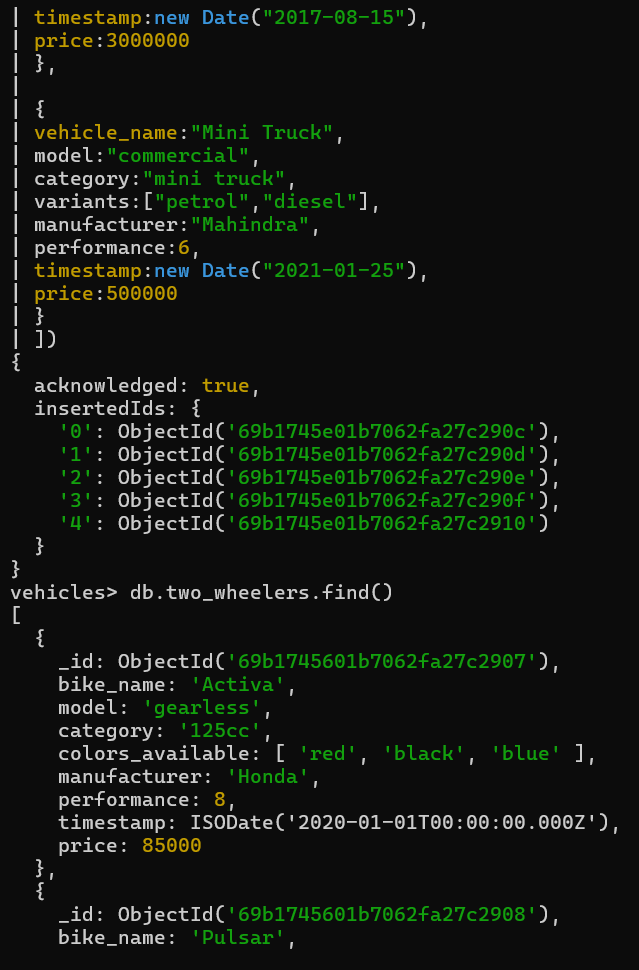 | timestamp:new Date("2017-08-15"),
| price:3000000
| },
|
| {
| vehicle_name:"Mini Truck",
| model:"commercial",
| category:"mini truck",
| variants:["petrol","diesel"],
| manufacturer:"Mahindra",
| performance:6,
| timestamp:new Date("2021-01-25"),
| price:500000
| }
| ])
{
  acknowledged: true,
  insertedIds: {
    '0': ObjectId('69b1745e01b7062fa27c290c'),
    '1': ObjectId('69b1745e01b7062fa27c290d'),
    '2': ObjectId('69b1745e01b7062fa27c290e'),
    '3': ObjectId('69b1745e01b7062fa27c290f'),
    '4': ObjectId('69b1745e01b7062fa27c2910')
  }
}
vehicles> db.two_wheelers.find()
[
  {
    _id: ObjectId('69b1745601b7062fa27c2907'),
    bike_name: 'Activa',
    model: 'gearless',
    category: '125cc',
    colors_available: [ 'red', 'black', 'blue' ],
    manufacturer: 'Honda',
    performance: 8,
    timestamp: ISODate('2020-01-01T00:00:00.000Z'),
    price: 85000
  },
  {
    _id: ObjectId('69b1745601b7062fa27c2908'),
    bike_name: 'Pulsar',